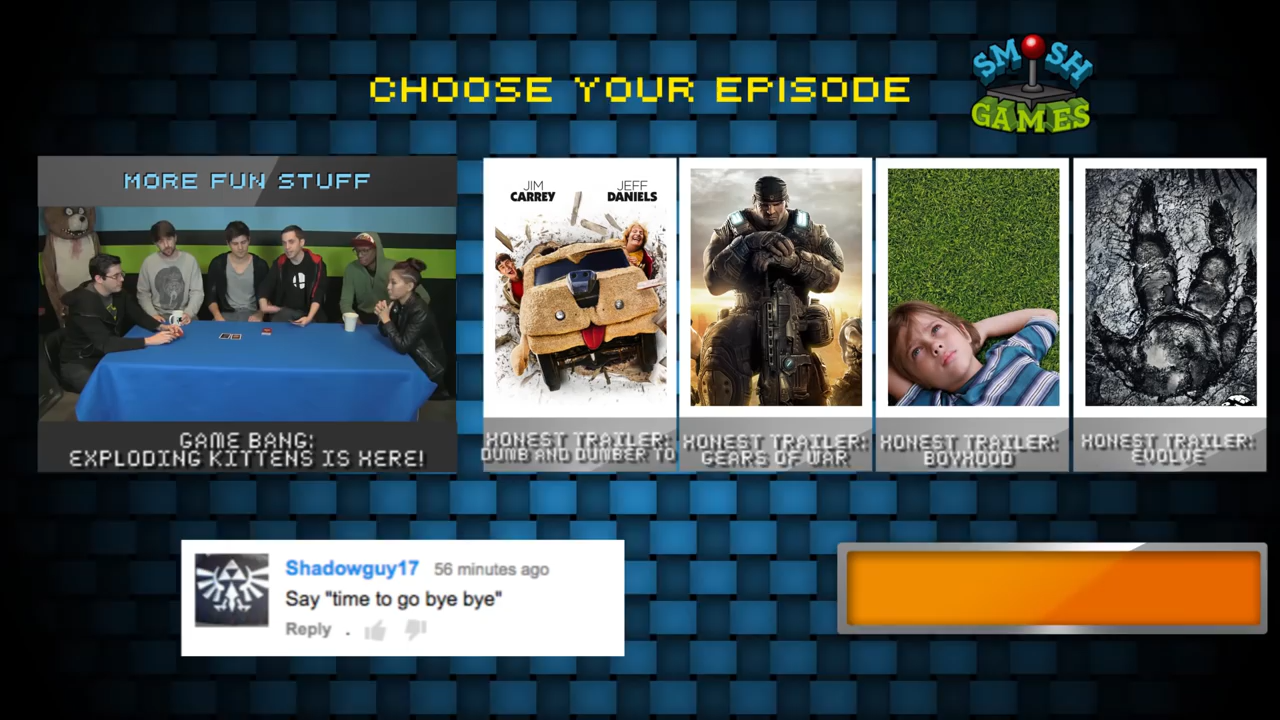 CHOOSE YOUR EPISODE
SMOSH
GAMES
MORE FUN STUFF
GAME BANG:
EXPLODING KITTENS IS HERE!
JIM
CARREY
JEFF
DANIELS
HONEST TRAILER:
DUMB AND DUMBER TO
HONEST TRAILER:
GEARS OF WAR
HONEST TRAILER:
BOYHOOD
HONEST TRAILER:
EVOLVE
Shadowguy17 56 minutes ago
Say "time to go bye bye"
Reply .